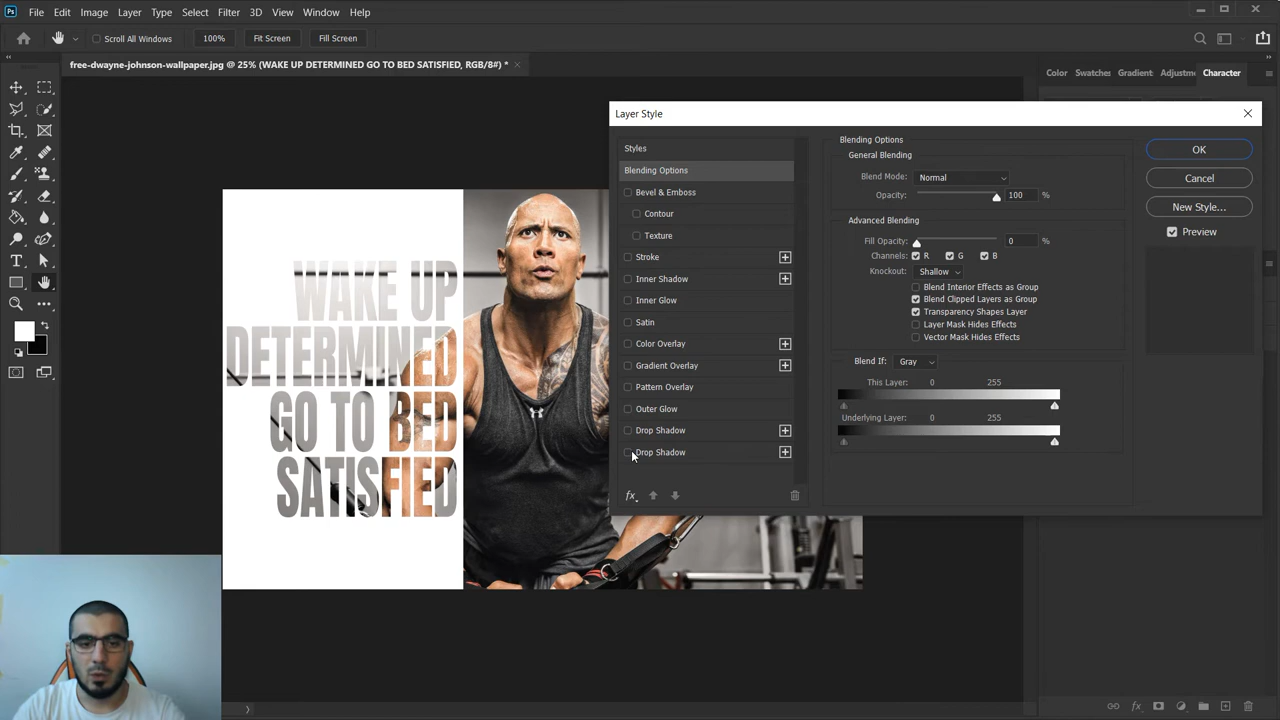 Ps File Edit Image Layer Type Select Filter 3D View Window Help
Scroll All Windows 100% Fit Screen Fill Screen
free-dwayne-johnson-wallpaper.jpg @ 25% (WAKE UP DETERMINED GO TO BED SATISFIED, RGB/8#) *
Color Swatches Gradient Adjustm Character
Layer Style
Styles
Blending Options
Bevel & Emboss
Contour
Texture
Stroke
Inner Shadow
Inner Glow
Satin
Color Overlay
Gradient Overlay
Pattern Overlay
Outer Glow
Drop Shadow
Drop Shadow
fx
Blending Options
General Blending
Blend Mode: Normal
Opacity: 100 %
Advanced Blending
Fill Opacity: 0 %
Channels: R G B
Knockout: Shallow
Blend Interior Effects as Group
Blend Clipped Layers as Group
Transparency Shapes Layer
Layer Mask Hides Effects
Vector Mask Hides Effects
Blend If: Gray
This Layer: 0 255
Underlying Layer: 0 255
OK
Cancel
New Style...
Preview
WAKE UP
DETERMINED
GO TO BED
SATISFIED
fx